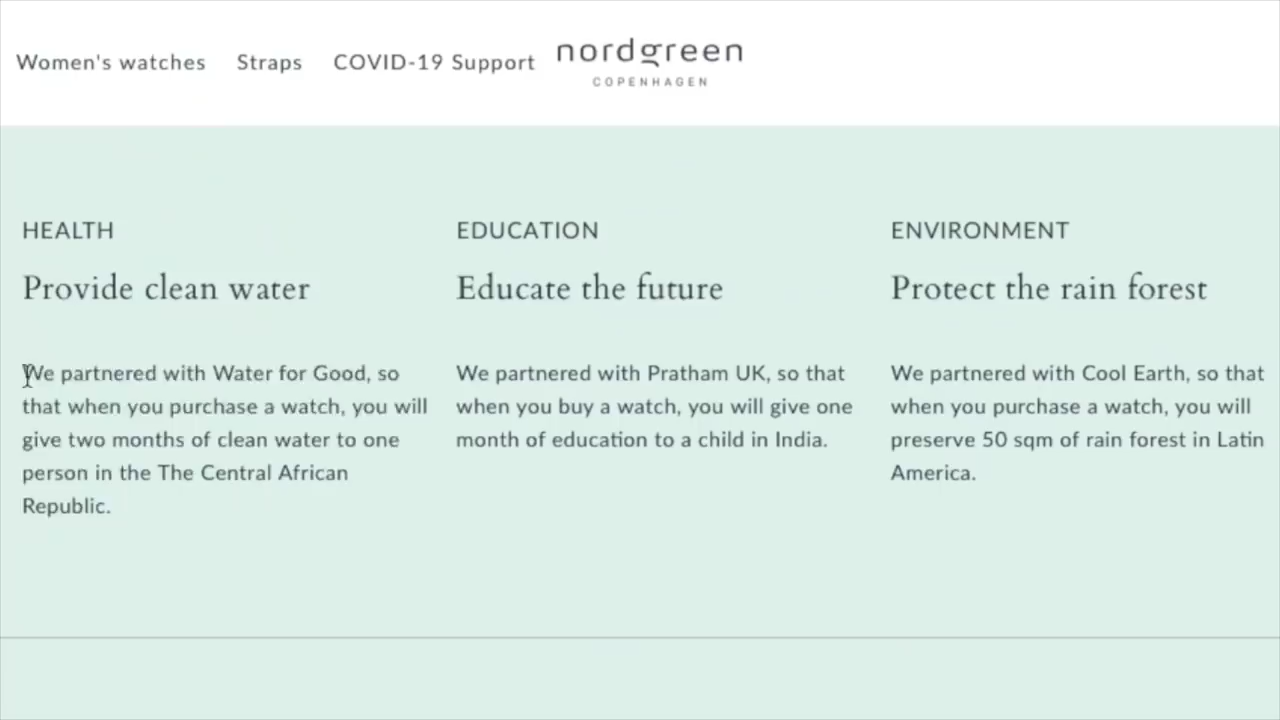 Women's watches Straps COVID-19 Support
nordgreen
COPENHAGEN
HEALTH
Provide clean water
We partnered with Water for Good, so
that when you purchase a watch, you will
give two months of clean water to one
person in the The Central African
Republic.
EDUCATION
Educate the future
We partnered with Pratham UK, so that
when you buy a watch, you will give one
month of education to a child in India.
ENVIRONMENT
Protect the rain forest
We partnered with Cool Earth, so that
when you purchase a watch, you will
preserve 50 sqm of rain forest in Latin
America.